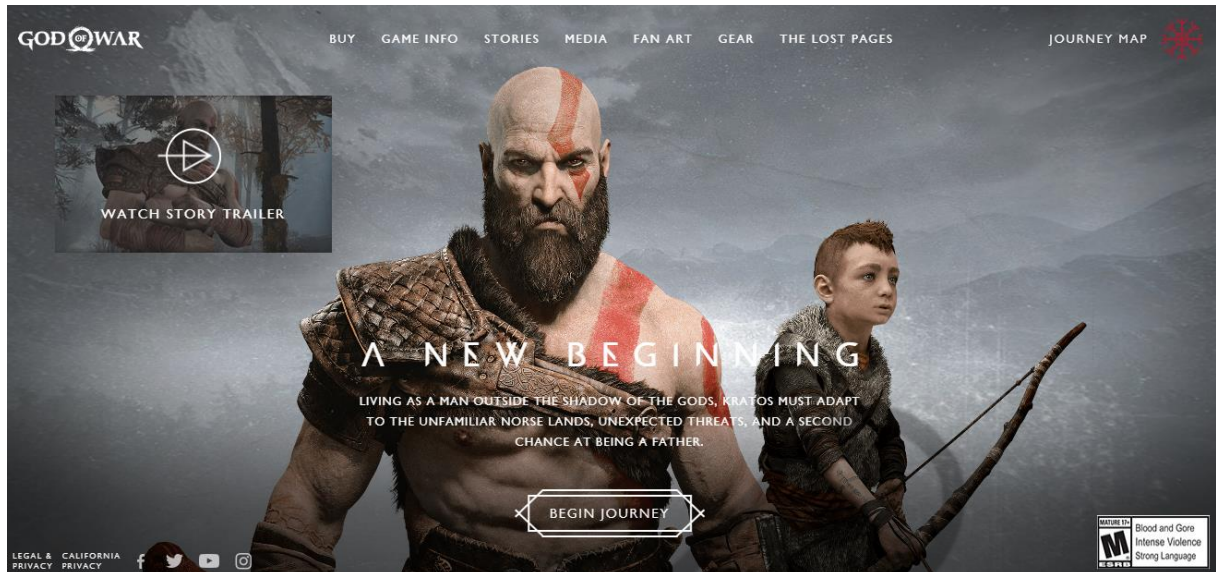 GOD OF WAR
BUY GAME INFO STORIES MEDIA FAN ART GEAR THE LOST PAGES
JOURNEY MAP
WATCH STORY TRAILER
A NEW BEGINNING
LIVING AS A MAN OUTSIDE THE SHADOW OF THE GODS, KRATOS MUST ADAPT
TO THE UNFAMILIAR NORSE LANDS, UNEXPECTED THREATS, AND A SECOND
CHANCE AT BEING A FATHER.
BEGIN JOURNEY
LEGAL &
PRIVACY
CALIFORNIA
PRIVACY
MATURE 17+
M
ESRB
Blood and Gore
Intense Violence
Strong Language